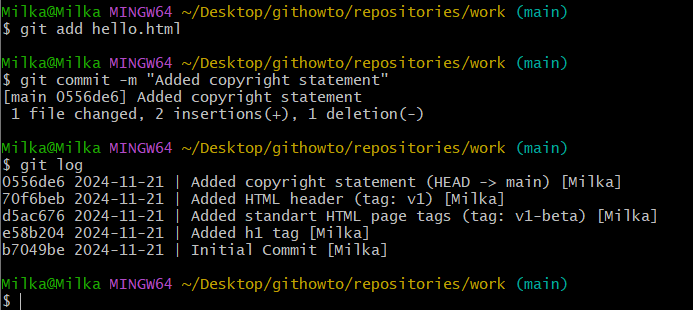 Milka@Milka MINGW64 ~/Desktop/githowto/repositories/work (main)
$ git add hello.html
Milka@Milka MINGW64 ~/Desktop/githowto/repositories/work (main)
$ git commit -m "Added copyright statement"
[main 0556de6] Added copyright statement
 1 file changed, 2 insertions(+), 1 deletion(-)
Milka@Milka MINGW64 ~/Desktop/githowto/repositories/work (main)
$ git log
0556de6 2024-11-21 | Added copyright statement (HEAD -> main) [Milka]
70f6beb 2024-11-21 | Added HTML header (tag: v1) [Milka]
d5ac676 2024-11-21 | Added standart HTML page tags (tag: v1-beta) [Milka]
e58b204 2024-11-21 | Added h1 tag [Milka]
b7049be 2024-11-21 | Initial Commit [Milka]
Milka@Milka MINGW64 ~/Desktop/githowto/repositories/work (main)
$